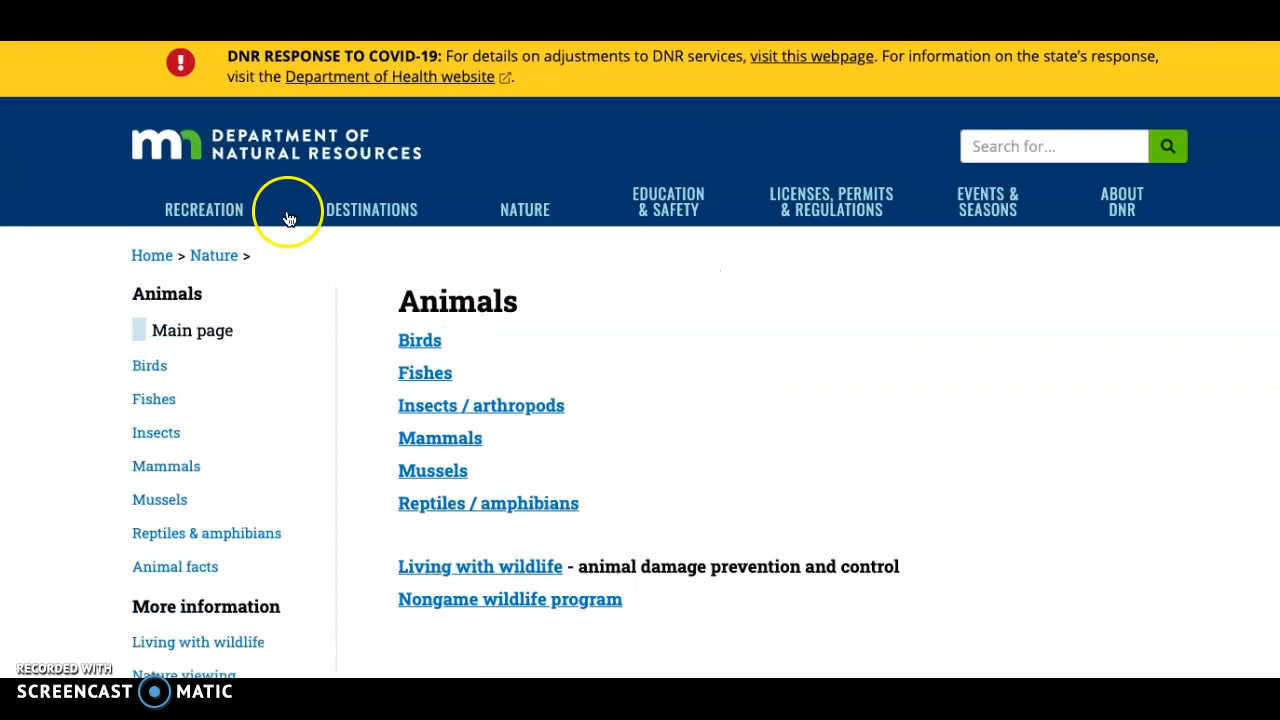 DNR RESPONSE TO COVID-19: For details on adjustments to DNR services, visit this webpage. For information on the state's response,
visit the Department of Health website.
mn DEPARTMENT OF
NATURAL RESOURCES
Search for...
RECREATION
DESTINATIONS
NATURE
EDUCATION
& SAFETY
LICENSES, PERMITS
& REGULATIONS
EVENTS &
SEASONS
ABOUT
DNR
Home > Nature >
Animals
Main page
Birds
Fishes
Insects
Mammals
Mussels
Reptiles & amphibians
Animal facts
More information
Living with wildlife
Nature viewing
Animals
Birds
Fishes
Insects / arthropods
Mammals
Mussels
Reptiles / amphibians
Living with wildlife - animal damage prevention and control
Nongame wildlife program
RECORDED WITH
SCREENCAST MATIC